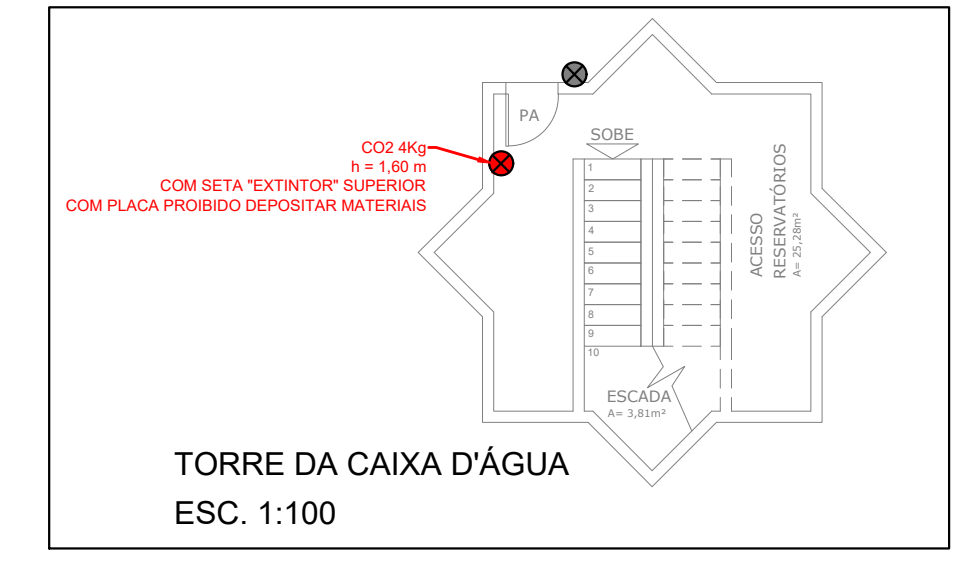 PA
SOBE
CO2 4Kg
h = 1,60 m
COM SETA "EXTINTOR" SUPERIOR
COM PLACA PROIBIDO DEPOSITAR MATERIAIS
1
2
3
4
5
6
7
8
9
10
ACESSO
RESERVATÓRIOS
A= 25,28m²
ESCADA
A= 3,81m²
TORRE DA CAIXA D'ÁGUA
ESC. 1:100